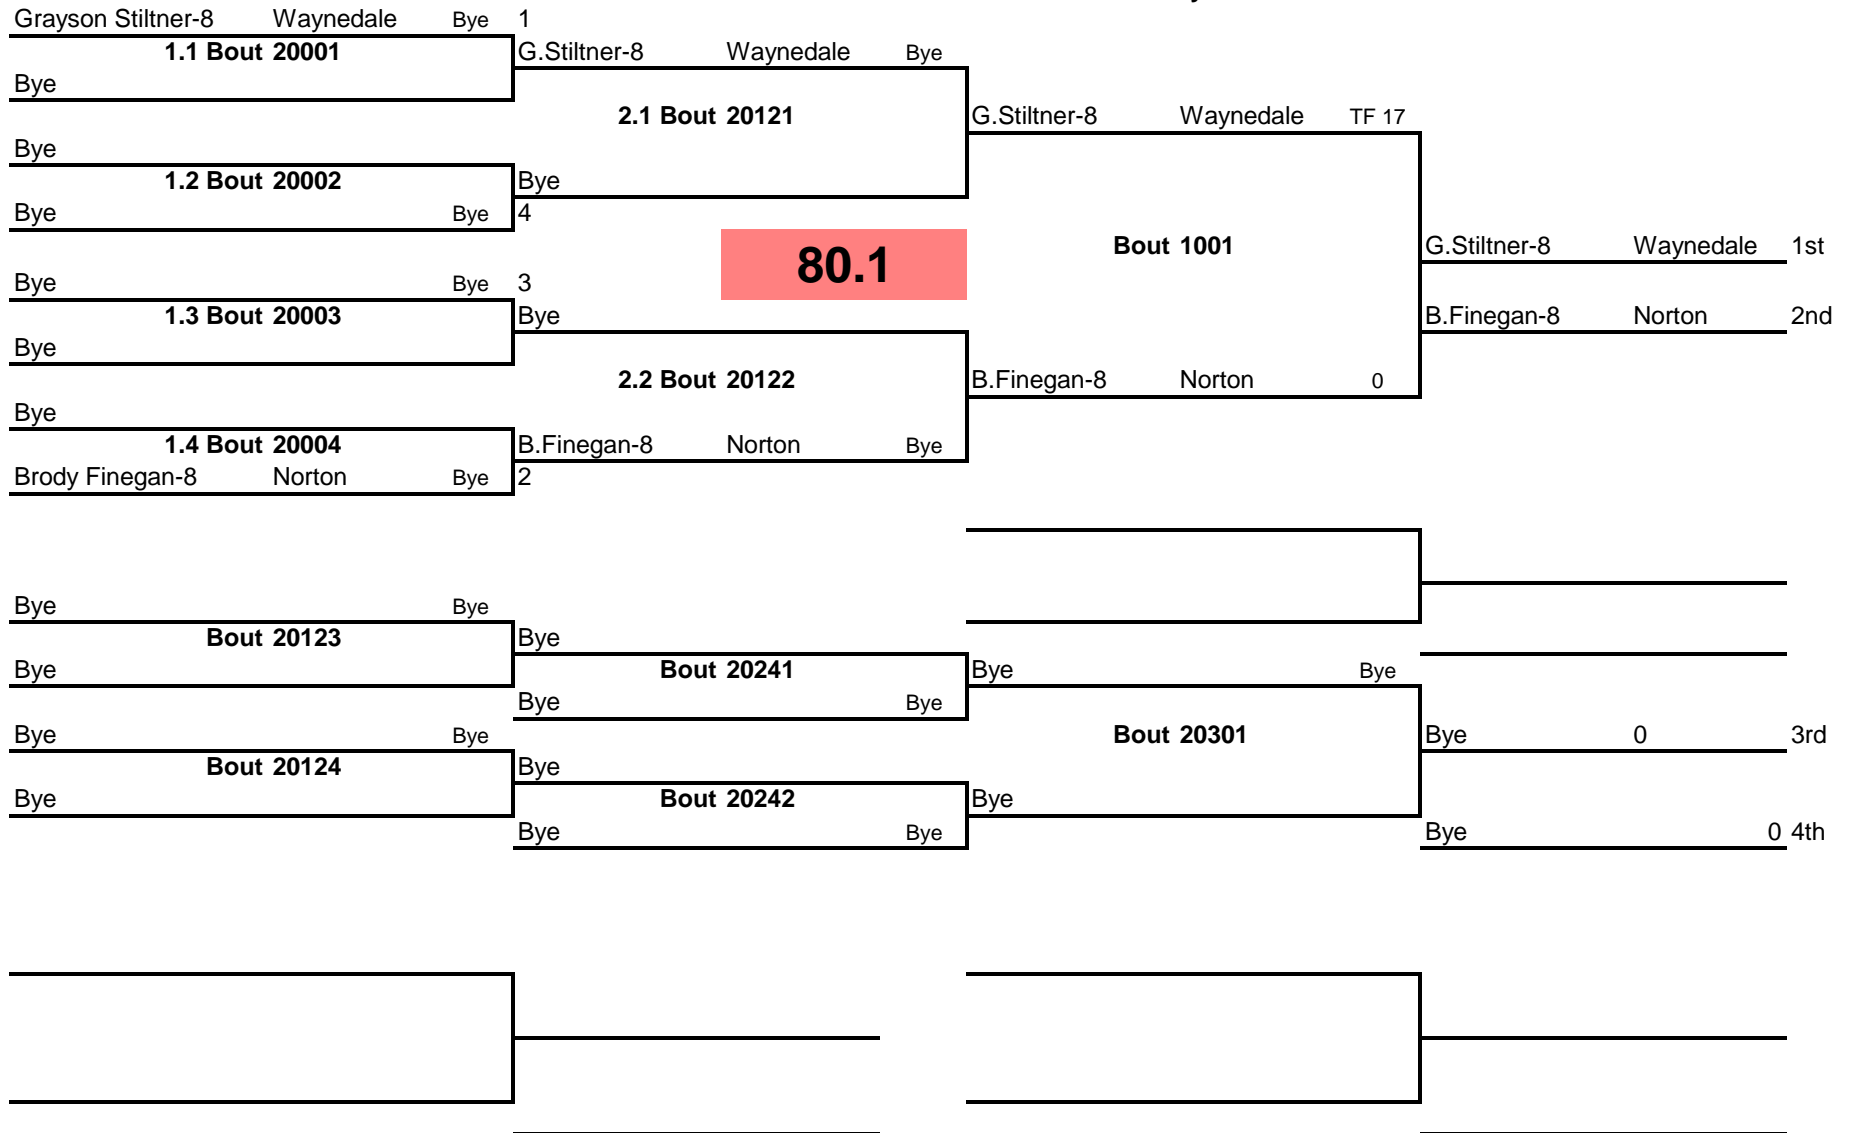 Grayson Stiltner-8 Waynedale Bye 1
1.1 Bout 20001 G.Stiltner-8 Waynedale Bye
Bye
2.1 Bout 20121 G.Stiltner-8 Waynedale TF 17
Bye
1.2 Bout 20002 Bye
Bye Bye 4
80.1 Bout 1001 G.Stiltner-8 Waynedale 1st
Bye Bye 3
1.3 Bout 20003 Bye B.Finegan-8 Norton 2nd
Bye
2.2 Bout 20122 B.Finegan-8 Norton 0
Bye
1.4 Bout 20004 B.Finegan-8 Norton Bye
Brody Finegan-8 Norton Bye 2
Bye Bye
Bout 20123 Bye
Bye Bout 20241 Bye Bye
Bye Bye
Bye Bye Bout 20301 Bye 0 3rd
Bout 20124 Bye
Bye Bout 20242 Bye
Bye Bye Bye 0 4th